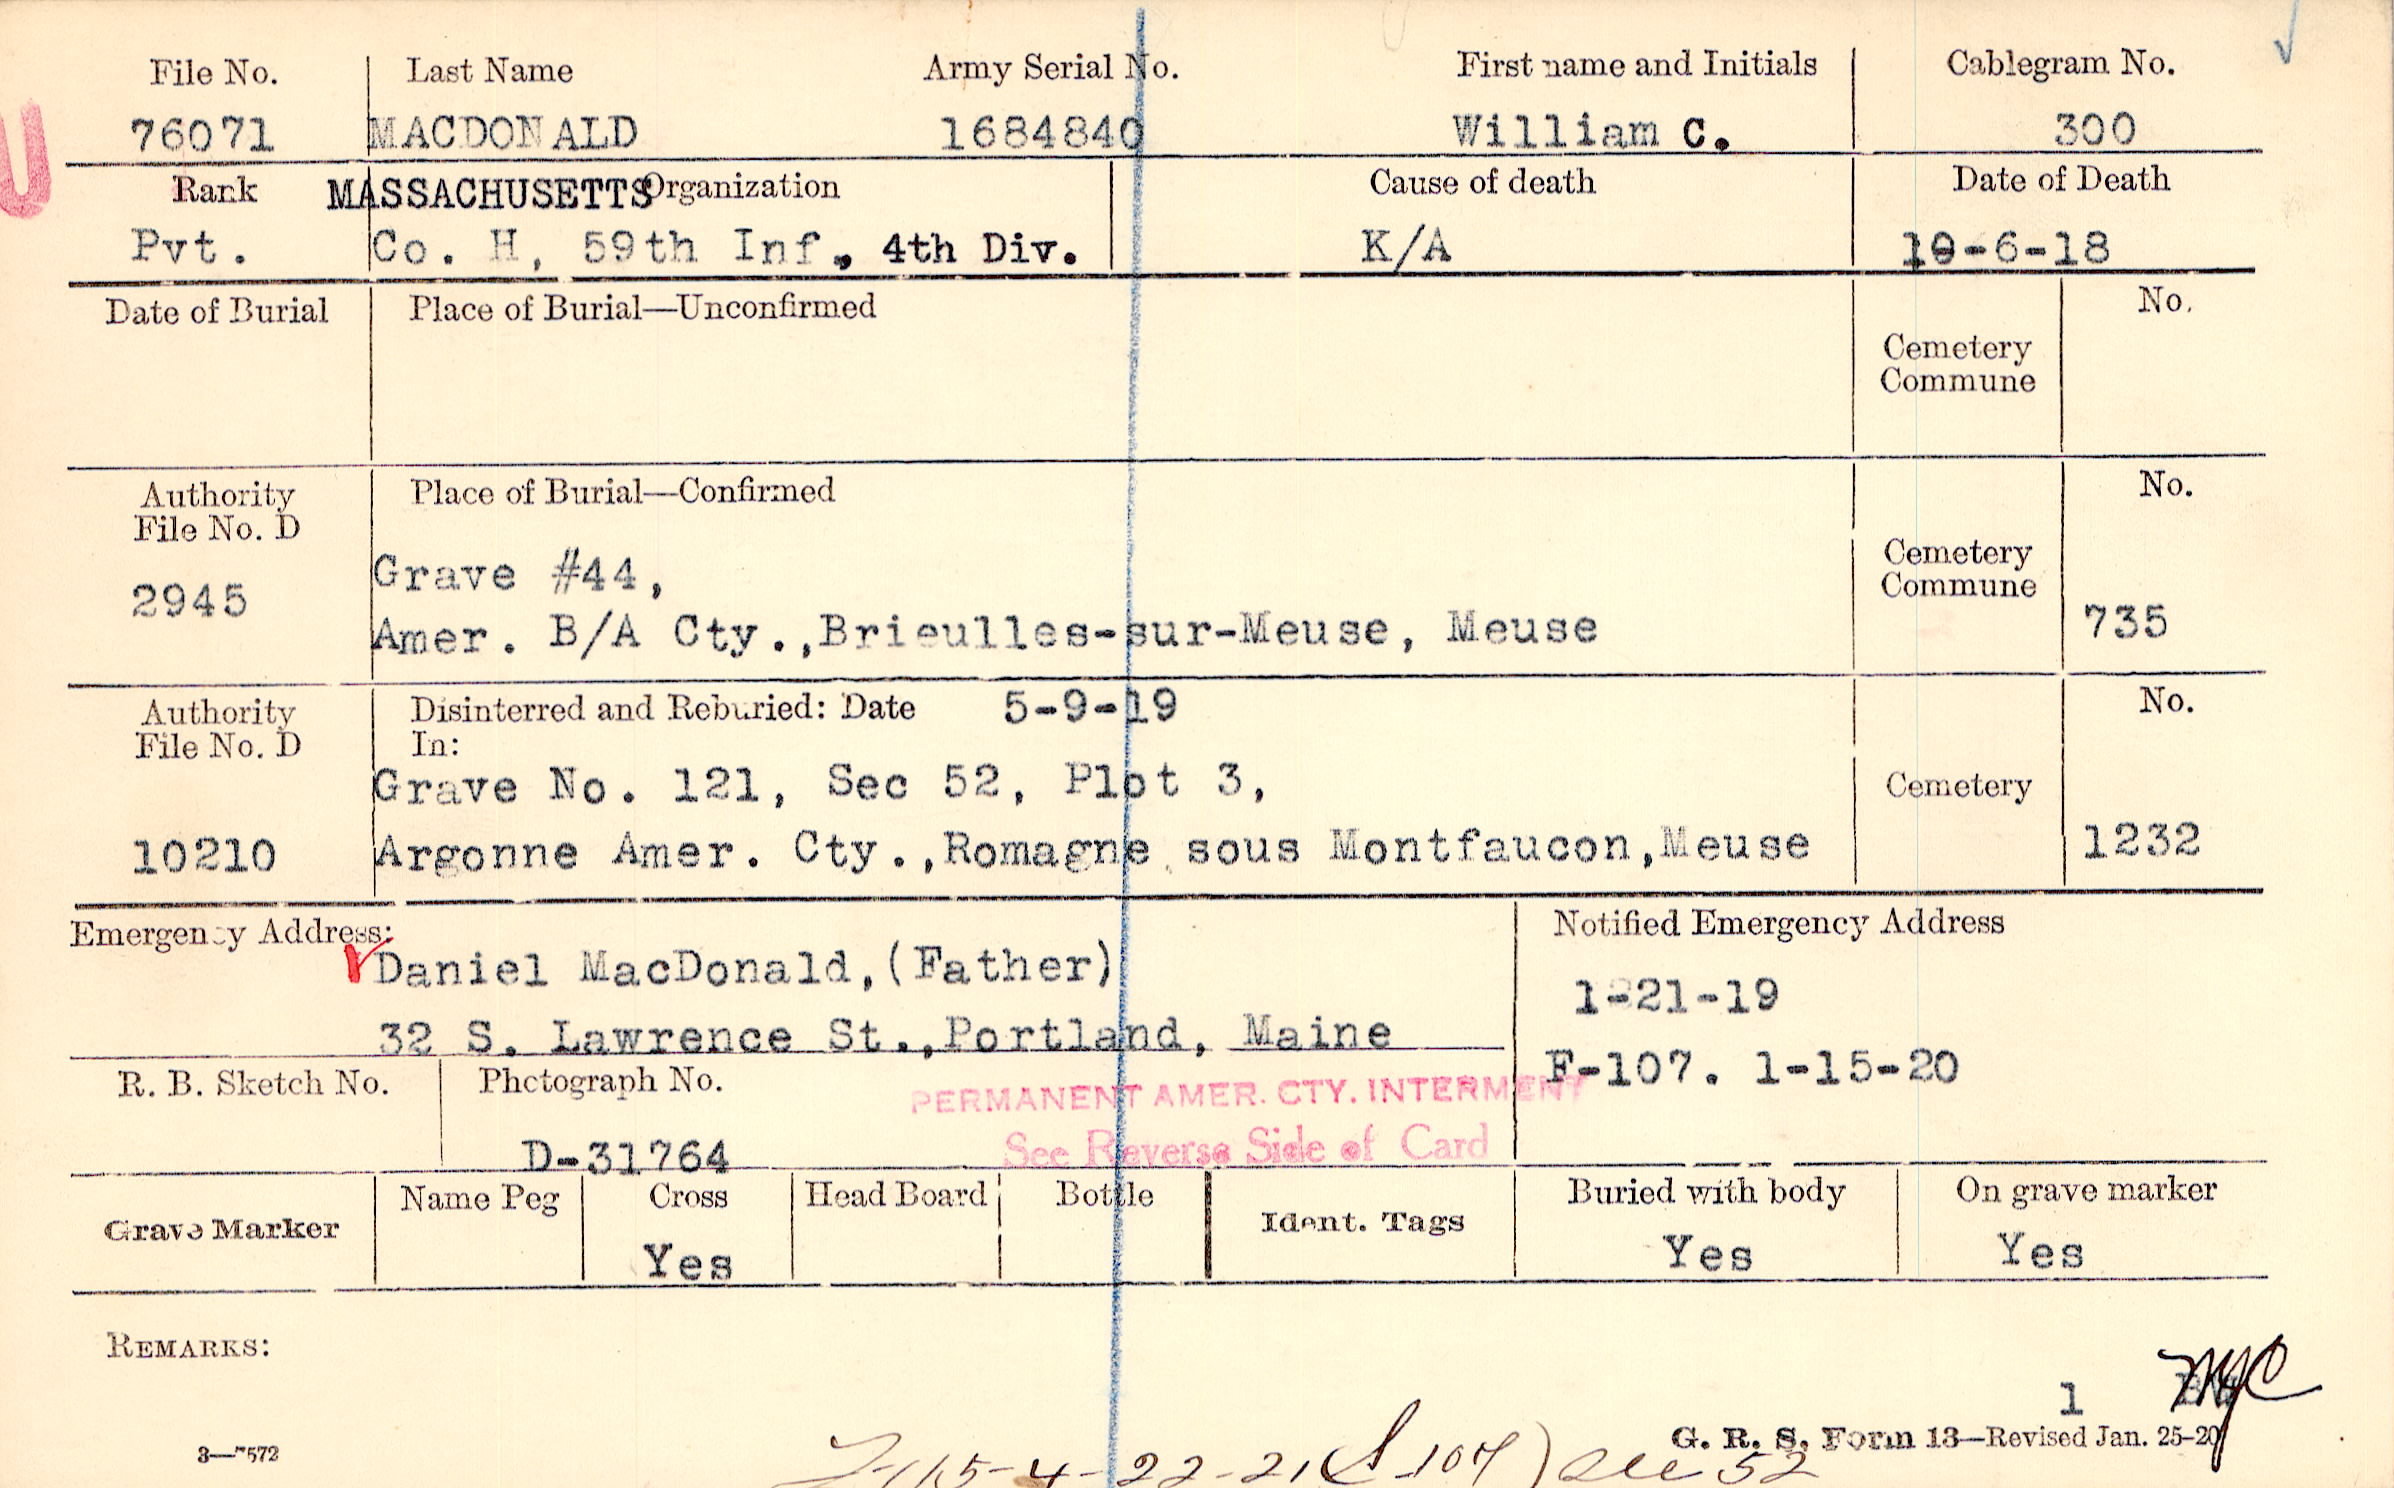 File No. Last Name Army Serial No. First name and Initials Cablegram No.
76071 MACDONALD 1684840 William C. 300
Rank MASSACHUSETTS Organization Cause of death Date of Death
Pvt. Co. H, 59th Inf., 4th Div. K/A 10-6-18
Date of Burial Place of Burial—Unconfirmed No.
Cemetery
Commune
Authority Place of Burial—Confirmed No.
File No. D
Cemetery
Commune
2945 Grave #44,
Amer. B/A Cty.,Brieulles-sur-Meuse, Meuse 735
Authority Disinterred and Reburied: Date 5-9-19 No.
File No. D In:
Grave No. 121, Sec 52, Plot 3, Cemetery
10210 Argonne Amer. Cty.,Romagne sous Montfaucon,Meuse 1232
Emergency Address: Notified Emergency Address
Daniel MacDonald,(Father) 1-21-19
32 S. Lawrence St.,Portland, Maine
F-107. 1-15-20
R. B. Sketch No. Photograph No. PERMANENT AMER. CTY. INTERMENT
D-31764 See Reverse Side of Card
Grave Marker Name Peg Cross Head Board Bottle Ident. Tags Buried with body On grave marker
Yes Yes Yes
REMARKS:
1
G. R. S. Form 13—Revised Jan. 25-20
3—7572
4-22-21 (S-107) Sec 52
U